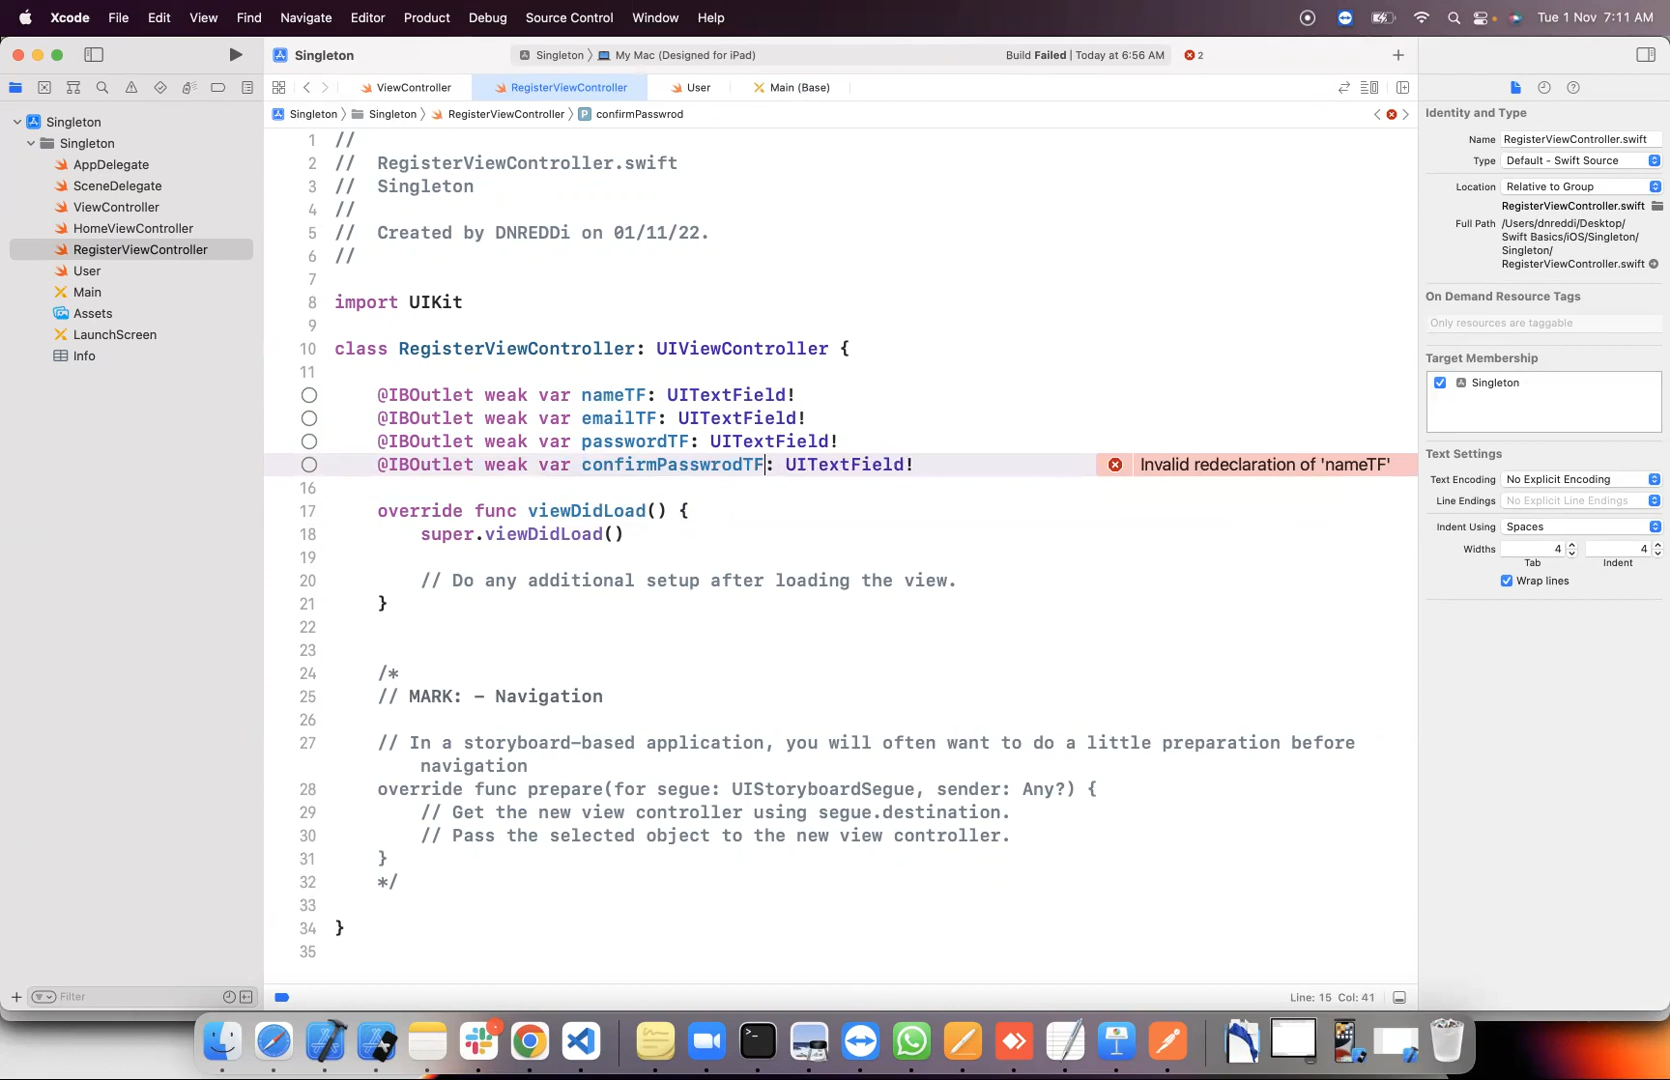 Xcode File Edit View Find Navigate Editor Product Debug Source Control Window Help Tue 1 Nov 7:11 AM
Singleton Singleton My Mac (Designed for iPad) Build Failed | Today at 6:56 AM 2
ViewController RegisterViewController User Main (Base)
Singleton Singleton RegisterViewController P confirmPasswrod
Singleton
Singleton
AppDelegate
SceneDelegate
ViewController
HomeViewController
RegisterViewController
User
Main
Assets
LaunchScreen
Info
Filter
1 //
2 // RegisterViewController.swift
3 // Singleton
4 //
5 // Created by DNREDDi on 01/11/22.
6 //
7
8 import UIKit
9
10 class RegisterViewController: UIViewController {
11
@IBOutlet weak var nameTF: UITextField!
@IBOutlet weak var emailTF: UITextField!
@IBOutlet weak var passwordTF: UITextField!
@IBOutlet weak var confirmPasswrodTF: UITextField! Invalid redeclaration of 'nameTF'
16
17 override func viewDidLoad() {
18 super.viewDidLoad()
19
20 // Do any additional setup after loading the view.
21 }
22
23
24 /*
25 // MARK: - Navigation
26
27 // In a storyboard-based application, you will often want to do a little preparation before
navigation
28 override func prepare(for segue: UIStoryboardSegue, sender: Any?) {
29 // Get the new view controller using segue.destination.
30 // Pass the selected object to the new view controller.
31 }
32 */
33
34 }
35
Line: 15 Col: 41
Identity and Type
Name RegisterViewController.swift
Type Default - Swift Source
Location Relative to Group
RegisterViewController.swift
Full Path /Users/dnreddi/Desktop/
Swift Basics/iOS/Singleton/
Singleton/
RegisterViewController.swift
On Demand Resource Tags
Only resources are taggable
Target Membership
Singleton
Text Settings
Text Encoding No Explicit Encoding
Line Endings No Explicit Line Endings
Indent Using Spaces
Widths 4 4
Tab Indent
Wrap lines